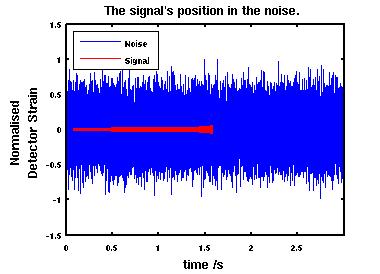 The signal's position in the noise.
Normalised
Detector Strain
1.5
1
0.5
0
-0.5
-1
-1.5
Noise
Signal
0 0.5 1 1.5 2 2.5
time /s